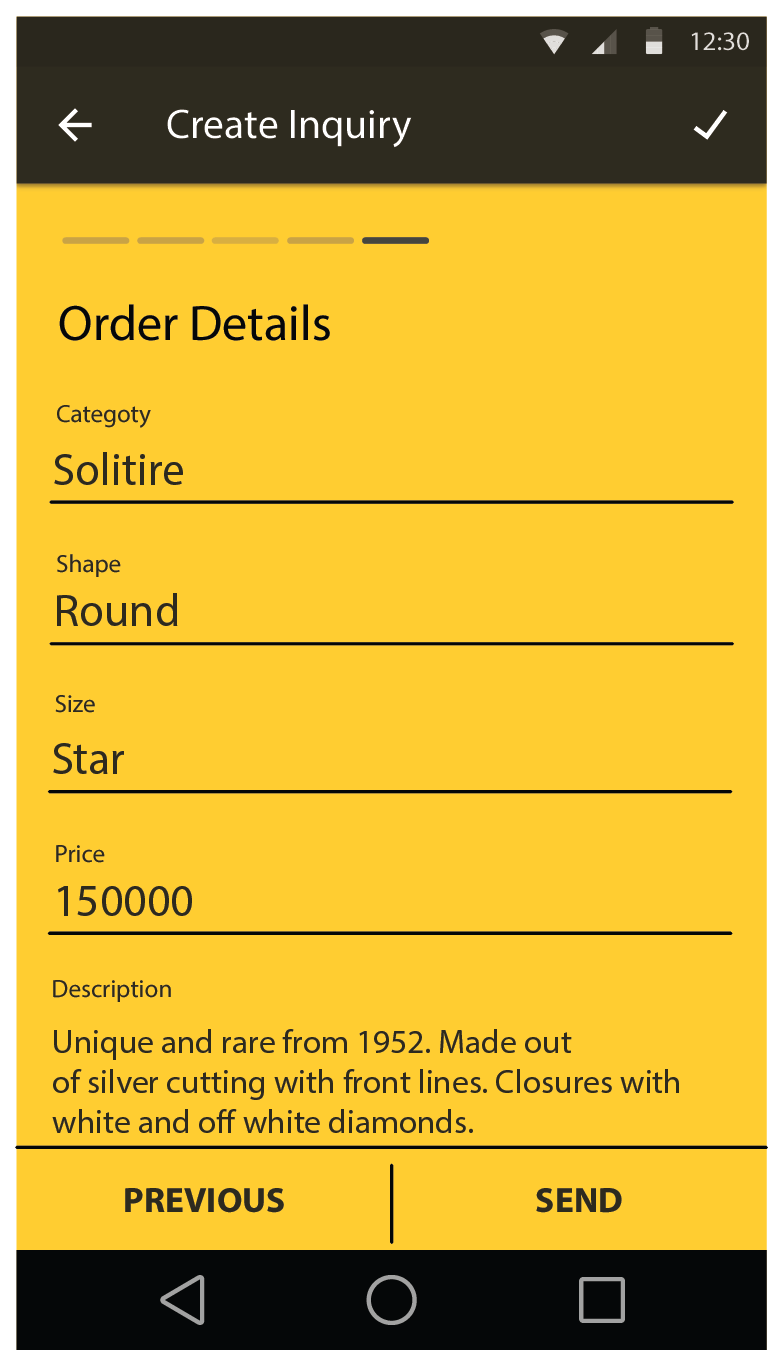 12:30
Create Inquiry
Order Details
Categoty
Solitire
Shape
Round
Size
Star
Price
150000
Description
Unique and rare from 1952. Made out
of silver cutting with front lines. Closures with
white and off white diamonds.
PREVIOUS
SEND